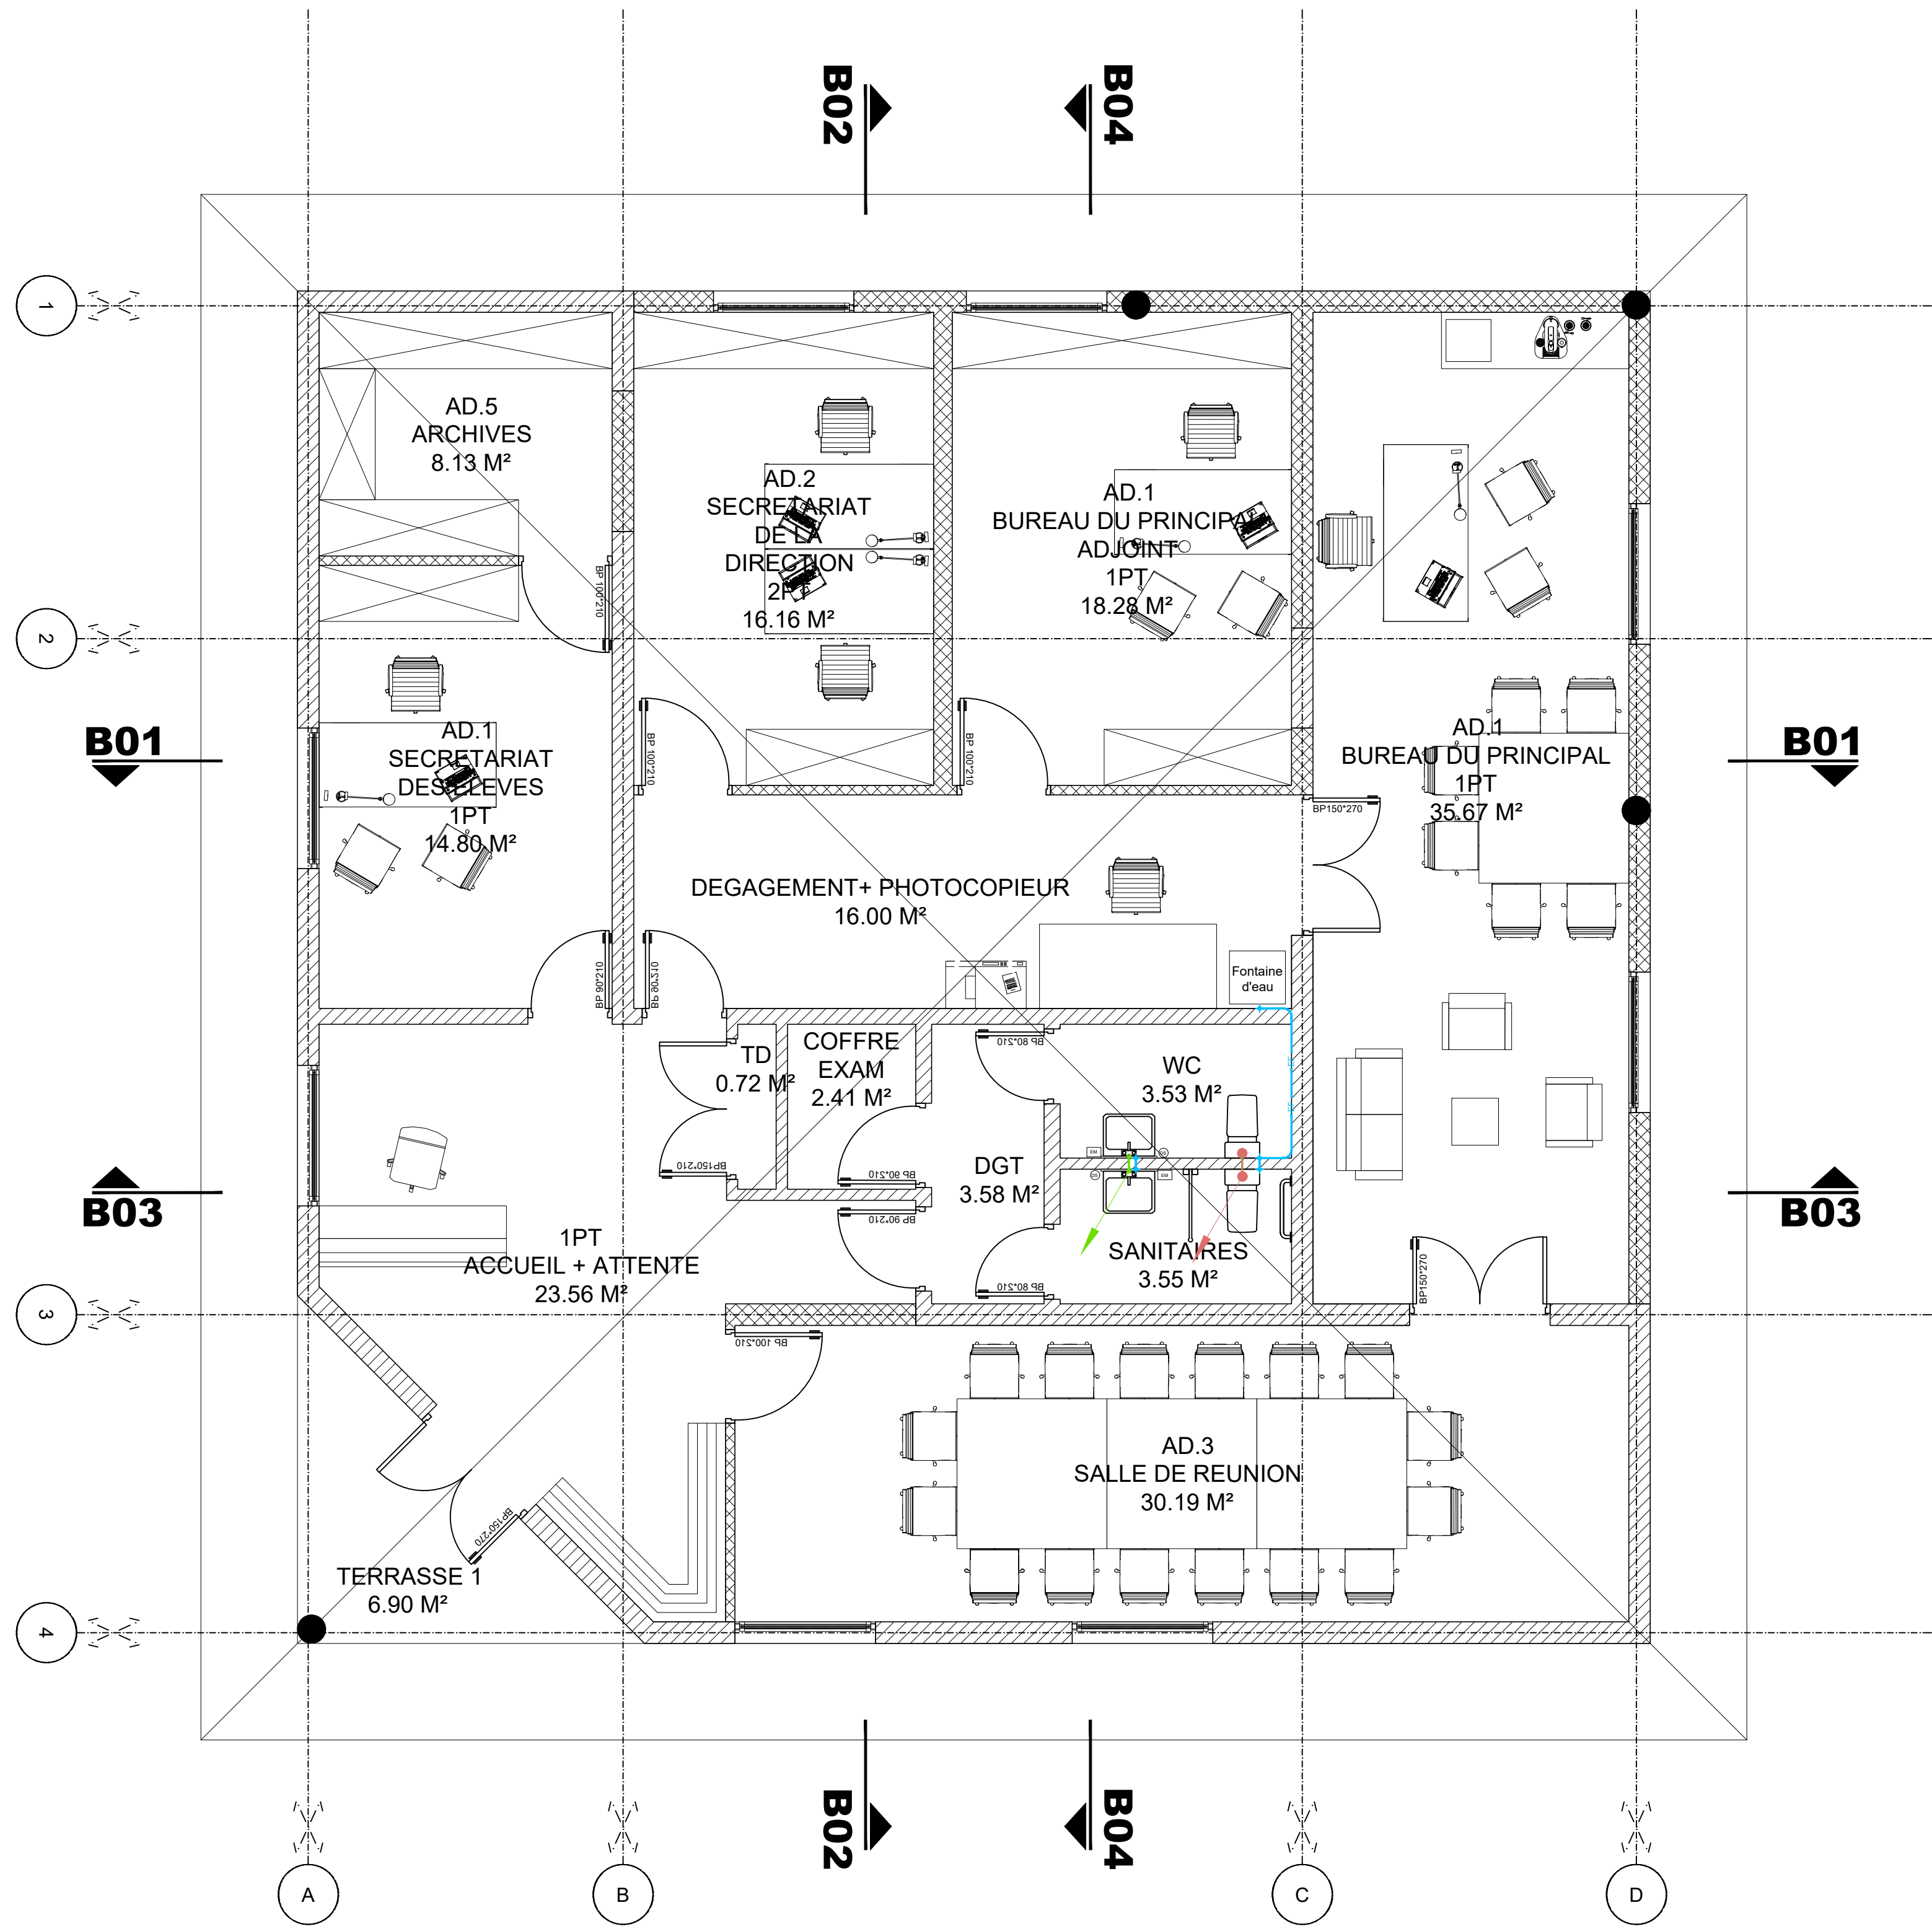 B02
B04
1
AD.5
ARCHIVES
8.13 M²
AD.2
SECRETARIAT
DE LA
DIRECTION
2PT
16.16 M²
AD.1
BUREAU DU PRINCIPAL
ADJOINT
1PT
18.28 M²
BP 100*210
2
B01
AD.1
SECRETARIAT
DES ELEVES
1PT
14.80 M²
BP 100*210
BP 100*210
AD.1
BUREAU DU PRINCIPAL
1PT
35.67 M²
B01
BP150*270
DEGAGEMENT+ PHOTOCOPIEUR
16.00 M²
BP 90*210
BP 90*210
Fontaine
d'eau
TD
0.72 M²
COFFRE
EXAM
2.41 M²
BP 80*210
WC
3.53 M²
BP150*210
BP 90*210
DGT
3.58 M²
EM
EM
B03
BP 90*210
B03
1PT
ACCUEIL + ATTENTE
23.56 M²
SANITAIRES
3.55 M²
BP 80*210
BP150*270
3
BP 100*210
AD.3
SALLE DE REUNION
30.19 M²
BP150*270
TERRASSE 1
6.90 M²
4
B02
B04
A
B
C
D